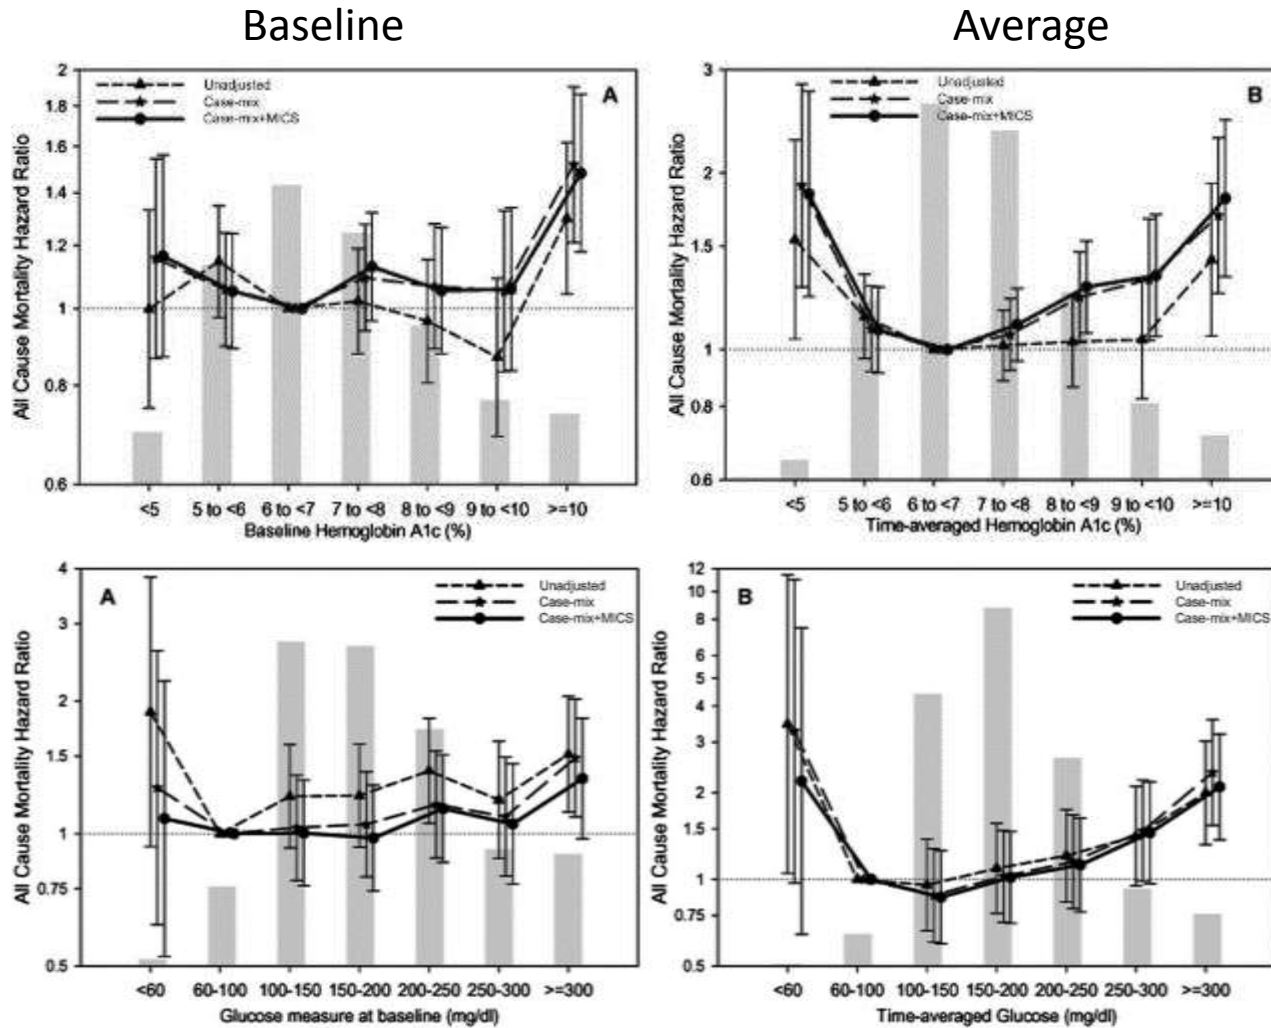 Baseline
Average
2
1.8
1.6
1.4
1.2
1
0.8
0.6
All Cause Mortality Hazard Ratio
Unadjusted
Case-mix
Case-mix+MICS
A
<5 5 to <6 6 to <7 7 to <8 8 to <9 9 to <10 >=10
Baseline Hemoglobin A1c (%)
3
2
1.5
1
0.8
0.6
All Cause Mortality Hazard Ratio
Unadjusted
Case-mix
Case-mix+MICS
B
<5 5 to <6 6 to <7 7 to <8 8 to <9 9 to <10 >=10
Time-averaged Hemoglobin A1c (%)
4
3
2
1.5
1
0.75
0.5
All Cause Mortality Hazard Ratio
A
Unadjusted
Case-mix
Case-mix+MICS
<60 60-100 100-150 150-200 200-250 250-300 >=300
Glucose measure at baseline (mg/dl)
12
10
8
6
5
4
3
2
1.5
1
0.75
0.5
All Cause Mortality Hazard Ratio
B
Unadjusted
Case-mix
Case-mix+MICS
<60 60-100 100-150 150-200 200-250 250-300 >=300
Time-averaged Glucose (mg/dl)